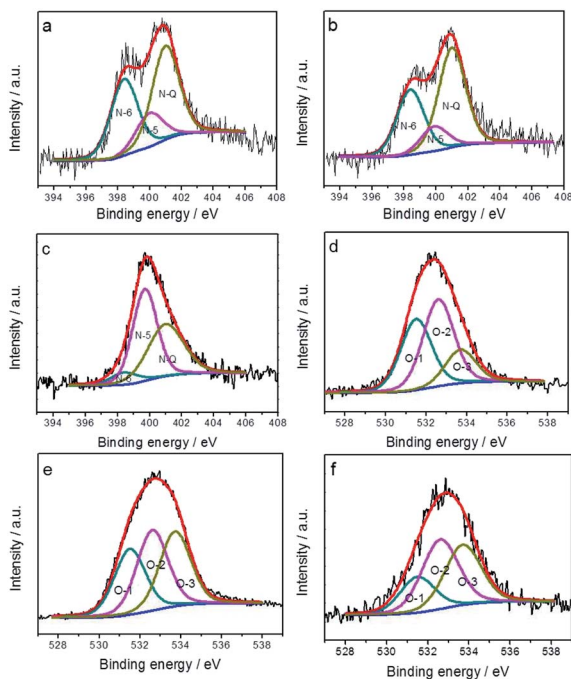 a
N-6
N-5
N-Q
Intensity / a.u.
394 396 398 400 402 404 406 408
Binding energy / eV
b
N-6
N-5
N-Q
Intensity / a.u.
394 396 398 400 402 404 406 408
Binding energy / eV
c
N-5
N-Q
N-6
Intensity / a.u.
392 394 396 398 400 402 404 406 408
Binding energy / eV
d
O-2
O-1
O-3
Intensity / a.u.
528 530 532 534 536 538
Binding energy / eV
e
O-2
O-1
O-3
Intensity / a.u.
528 530 532 534 536 538
Binding energy / eV
f
O-2
O-3
O-1
Intensity / a.u.
528 530 532 534 536 538
Binding energy / eV